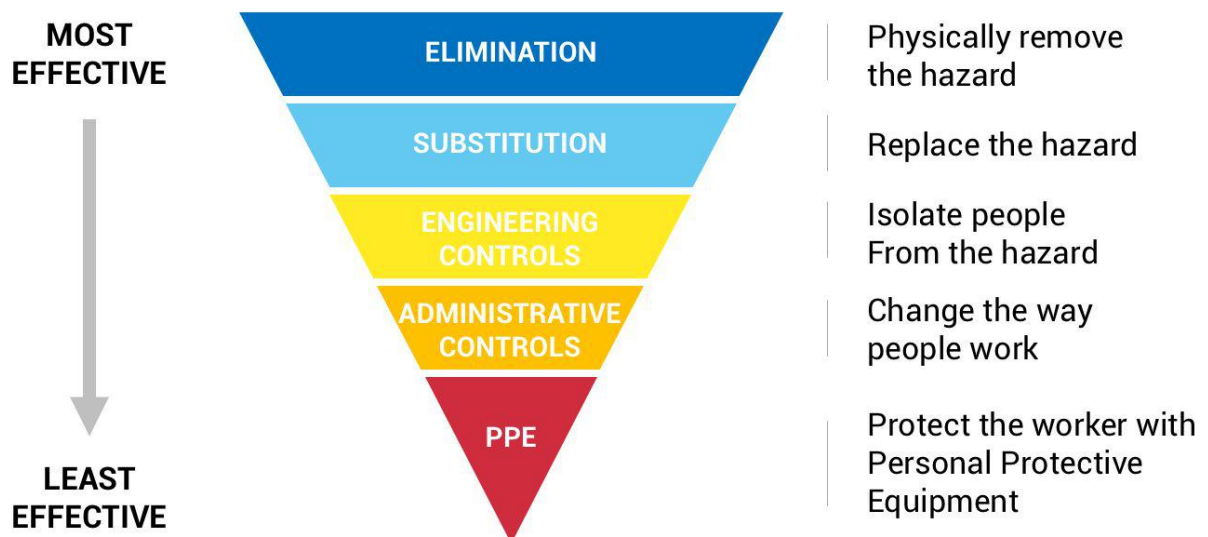 MOST
EFFECTIVE
LEAST
EFFECTIVE
ELIMINATION
Physically remove
the hazard
SUBSTITUTION
Replace the hazard
ENGINEERING
CONTROLS
Isolate people
From the hazard
ADMINISTRATIVE
CONTROLS
Change the way
people work
PPE
Protect the worker with
Personal Protective
Equipment